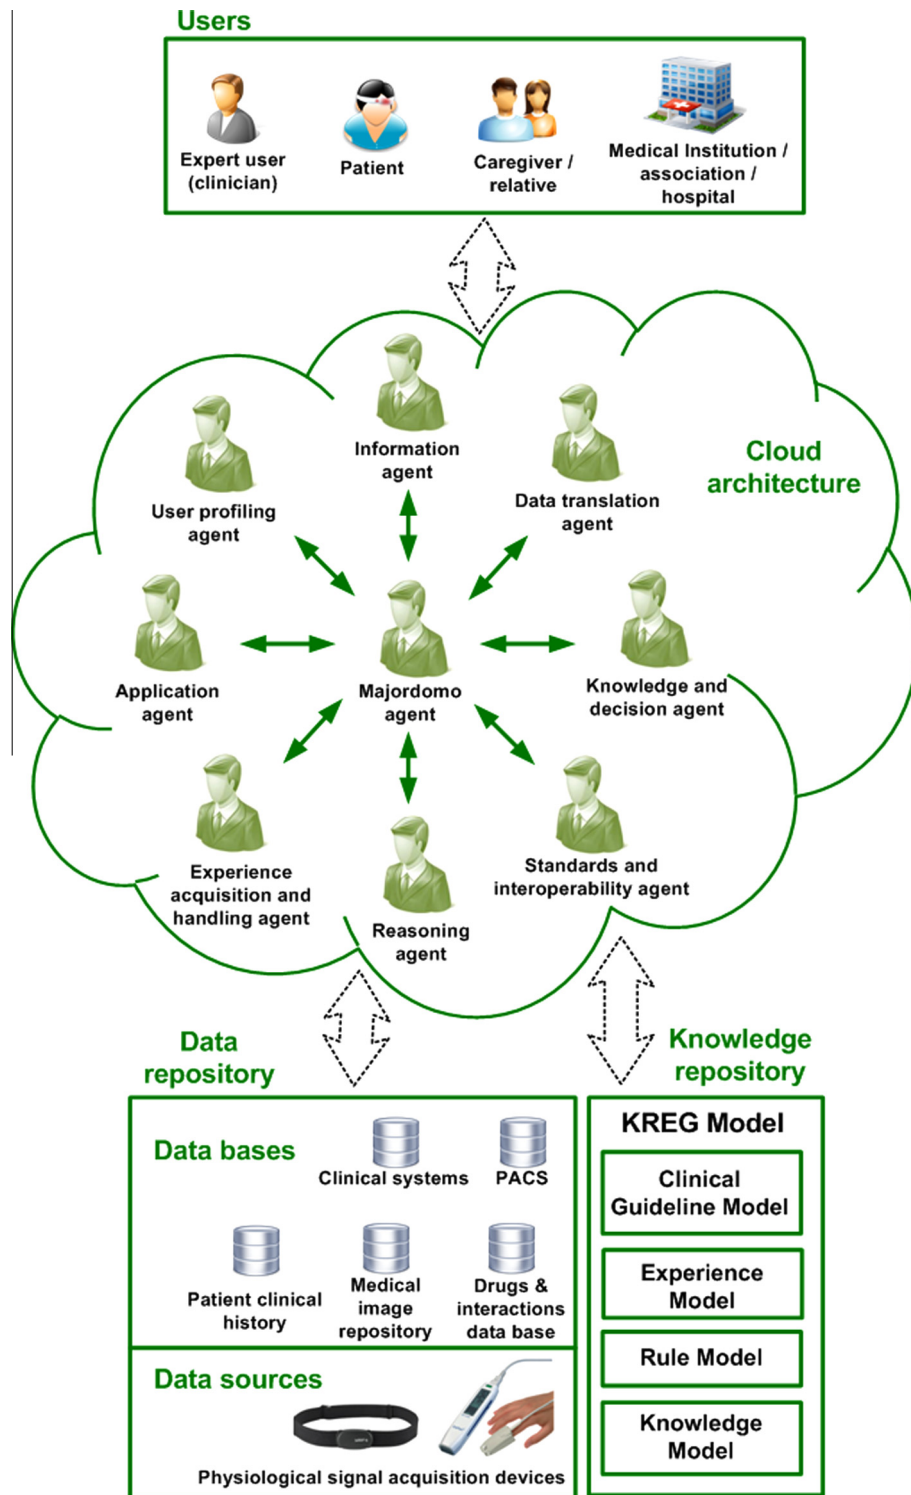 Users
Expert user
(clinician)
Patient
Caregiver /
relative
Medical Institution /
association /
hospital
Cloud
architecture
Information
agent
User profiling
agent
Data translation
agent
Application
agent
Majordomo
agent
Knowledge and
decision agent
Experience
acquisition and
handling agent
Reasoning
agent
Standards and
interoperability agent
Data
repository
Data bases
Clinical systems
PACS
Patient clinical
history
Medical
image
repository
Drugs &
interactions
data base
Data sources
Physiological signal acquisition devices
Knowledge
repository
KREG Model
Clinical
Guideline Model
Experience
Model
Rule Model
Knowledge
Model